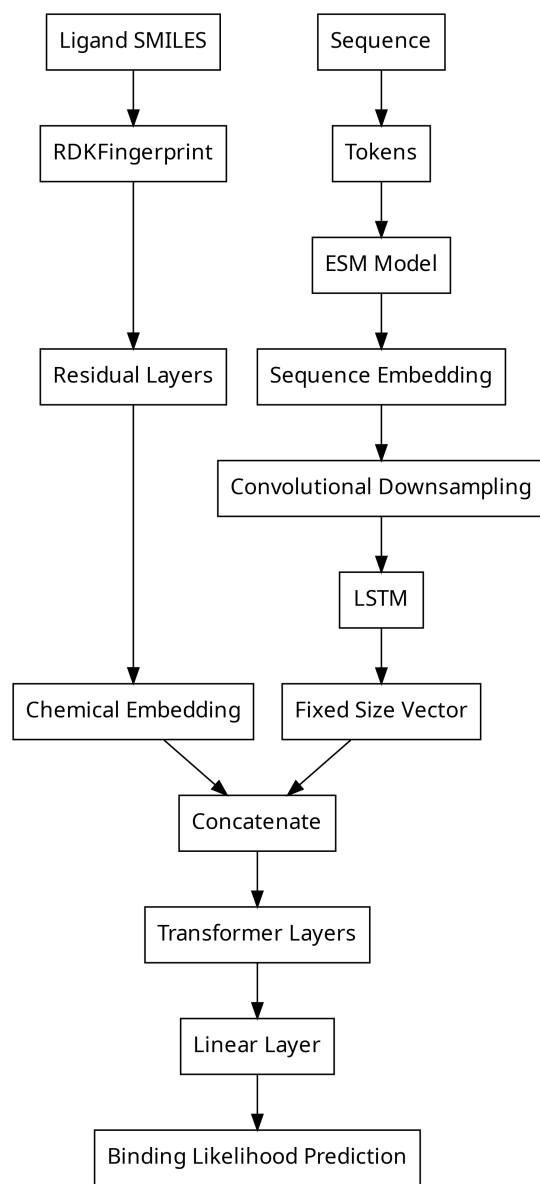 Ligand SMILES
Sequence
RDKFingerprint
Tokens
ESM Model
Residual Layers
Sequence Embedding
Convolutional Downsampling
LSTM
Chemical Embedding
Fixed Size Vector
Concatenate
Transformer Layers
Linear Layer
Binding Likelihood Prediction